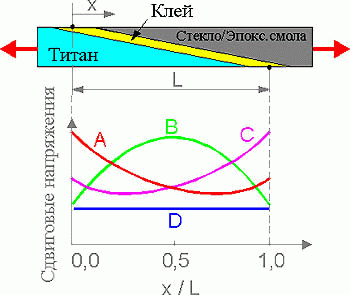 x
Клей
Стекло/Эпокс.смола
Титан
L
A
B
C
D
Сдвиговые напряжения
0,0
0,5
1,0
x / L